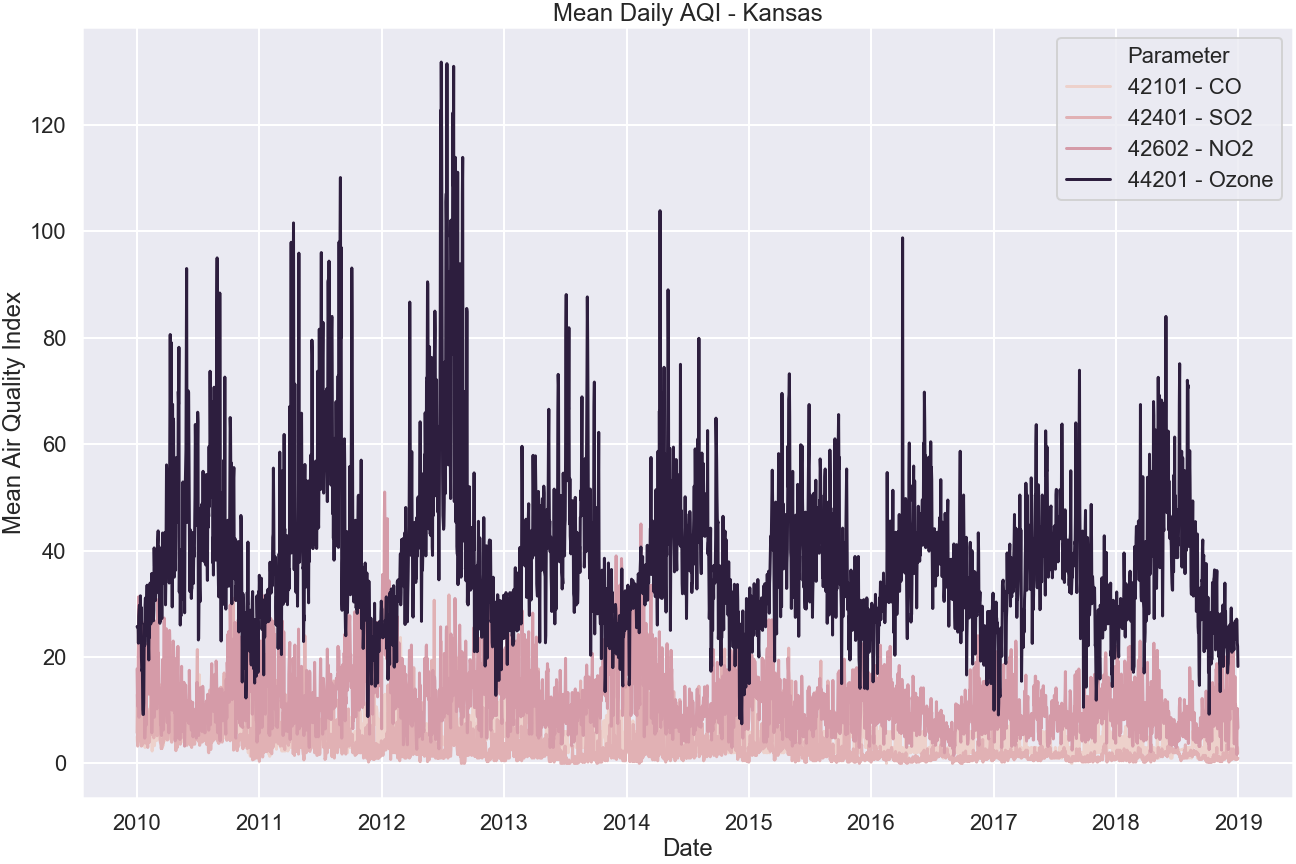 Mean Daily AQI - Kansas
Parameter
42101 - CO
42401 - SO2
42602 - NO2
44201 - Ozone
Mean Air Quality Index
120
100
80
60
40
20
0
2010 2011 2012 2013 2014 2015 2016 2017 2018 2019
Date